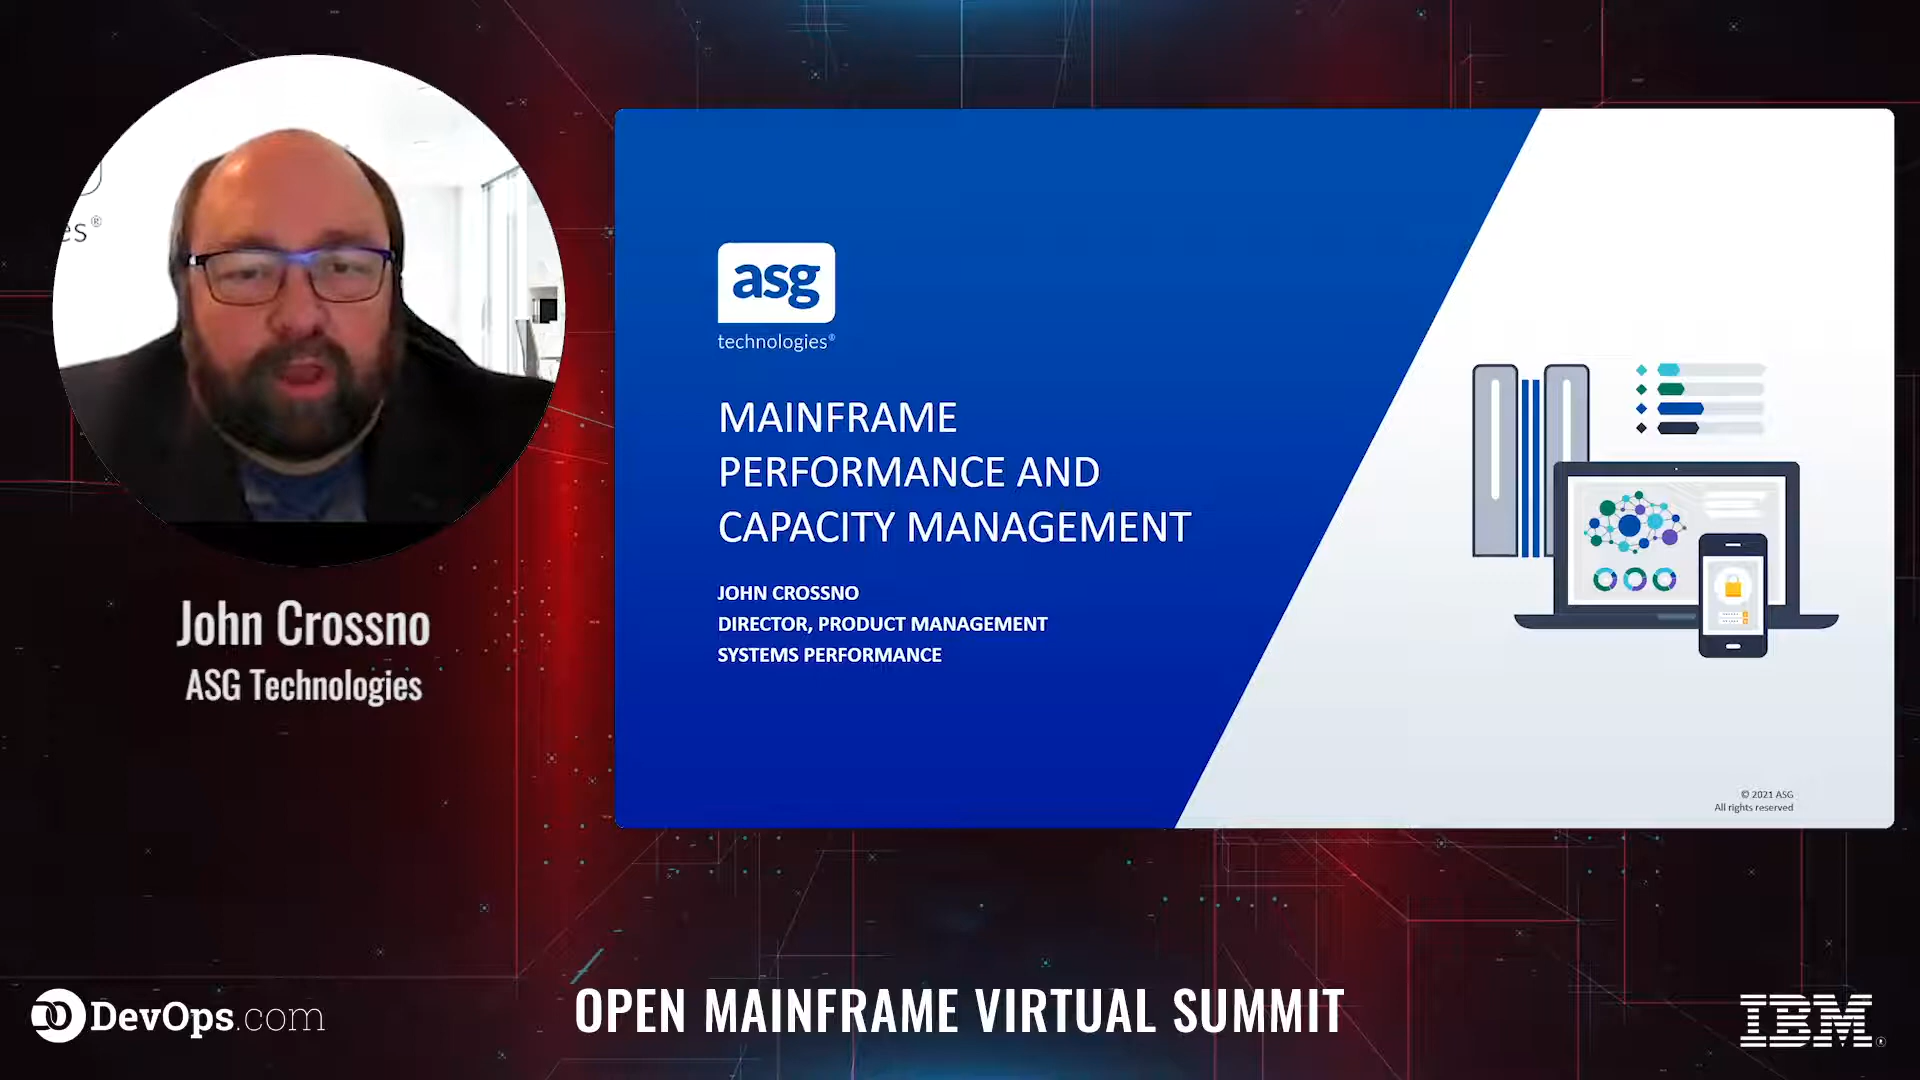 es®
John Crossno
ASG Technologies
asg
technologies®
MAINFRAME
PERFORMANCE AND
CAPACITY MANAGEMENT
JOHN CROSSNO
DIRECTOR, PRODUCT MANAGEMENT
SYSTEMS PERFORMANCE
© 2021 ASG
All rights reserved
DevOps.com
OPEN MAINFRAME VIRTUAL SUMMIT
IBM®